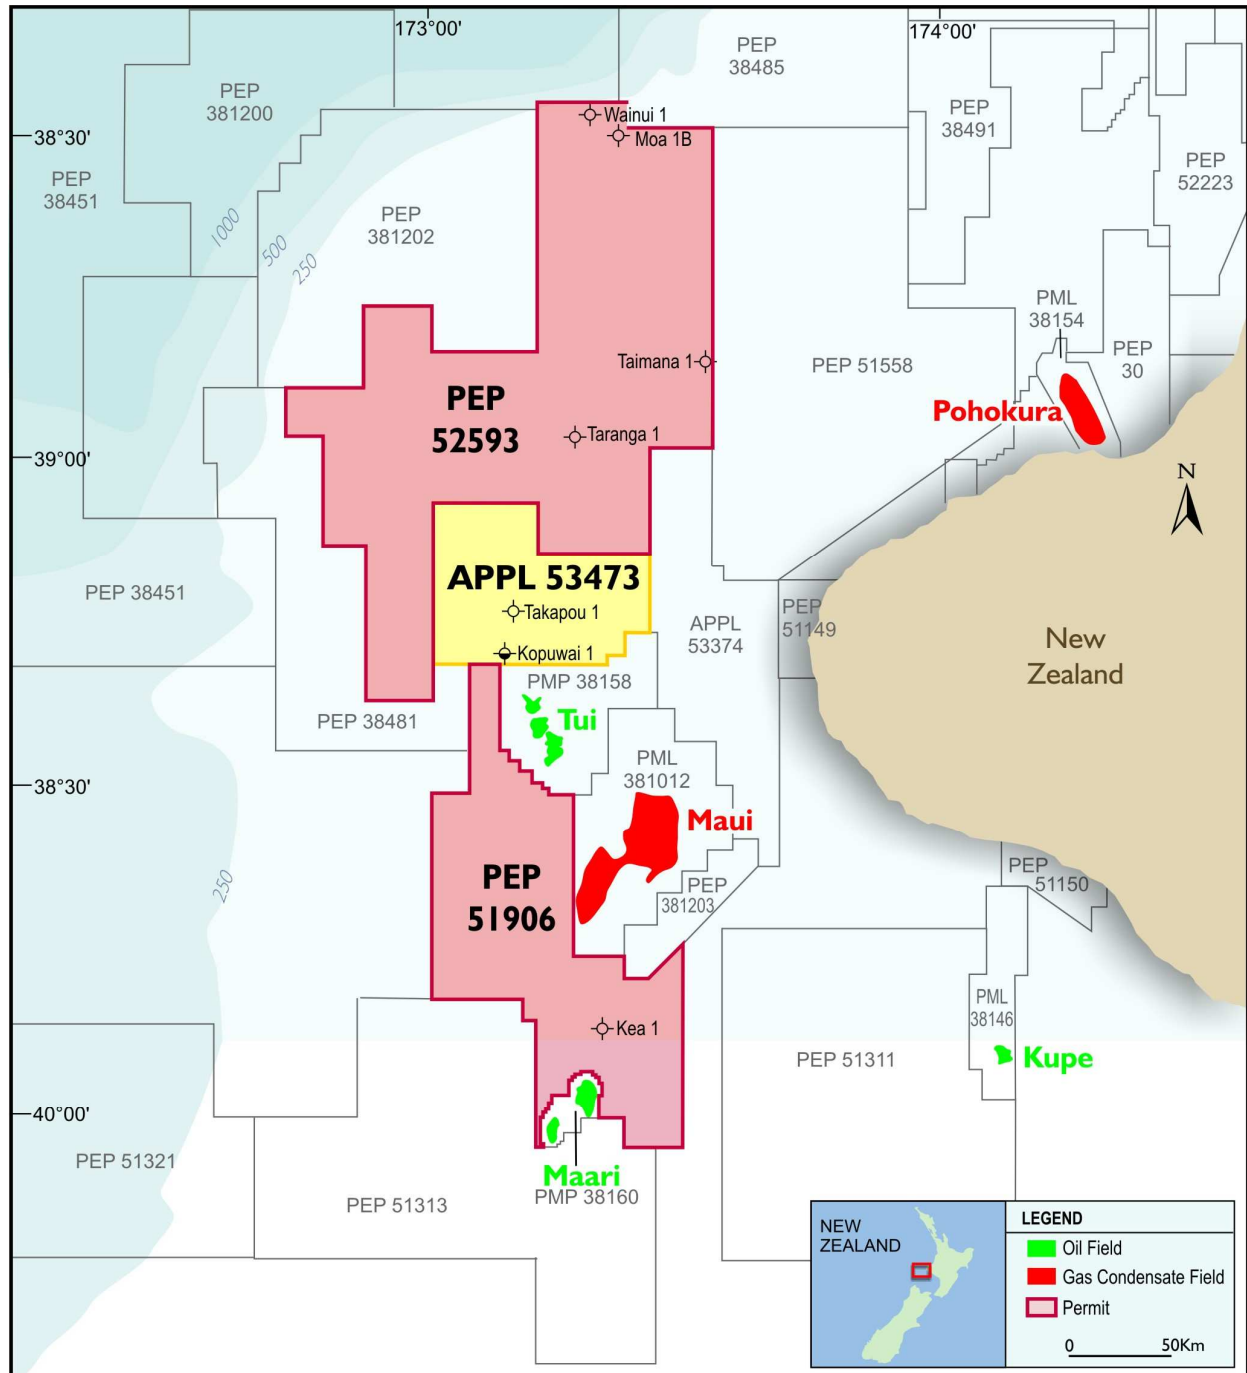 173°00'
174°00'
PEP
38485
PEP
381200
PEP
38491
38°30'
Wainui 1
Moa 1B
PEP
52223
PEP
38451
PEP
381202
1000
500
250
PML
38154
PEP
30
Taimana 1
PEP 51558
PEP
52593
Pohokura
Taranga 1
39°00'
N
APPL 53473
PEP 38451
Takapou 1
APPL
53374
PEP
51149
New
Zealand
Kopuwai 1
PMP 38158
PEP 38481
Tui
PML
381012
38°30'
Maui
250
PEP
51906
PEP
381203
PEP
51150
PML
38146
Kea 1
PEP 51311
Kupe
40°00'
PEP 51321
Maari
PMP 38160
PEP 51313
NEW
ZEALAND
LEGEND
Oil Field
Gas Condensate Field
Permit
0 50Km